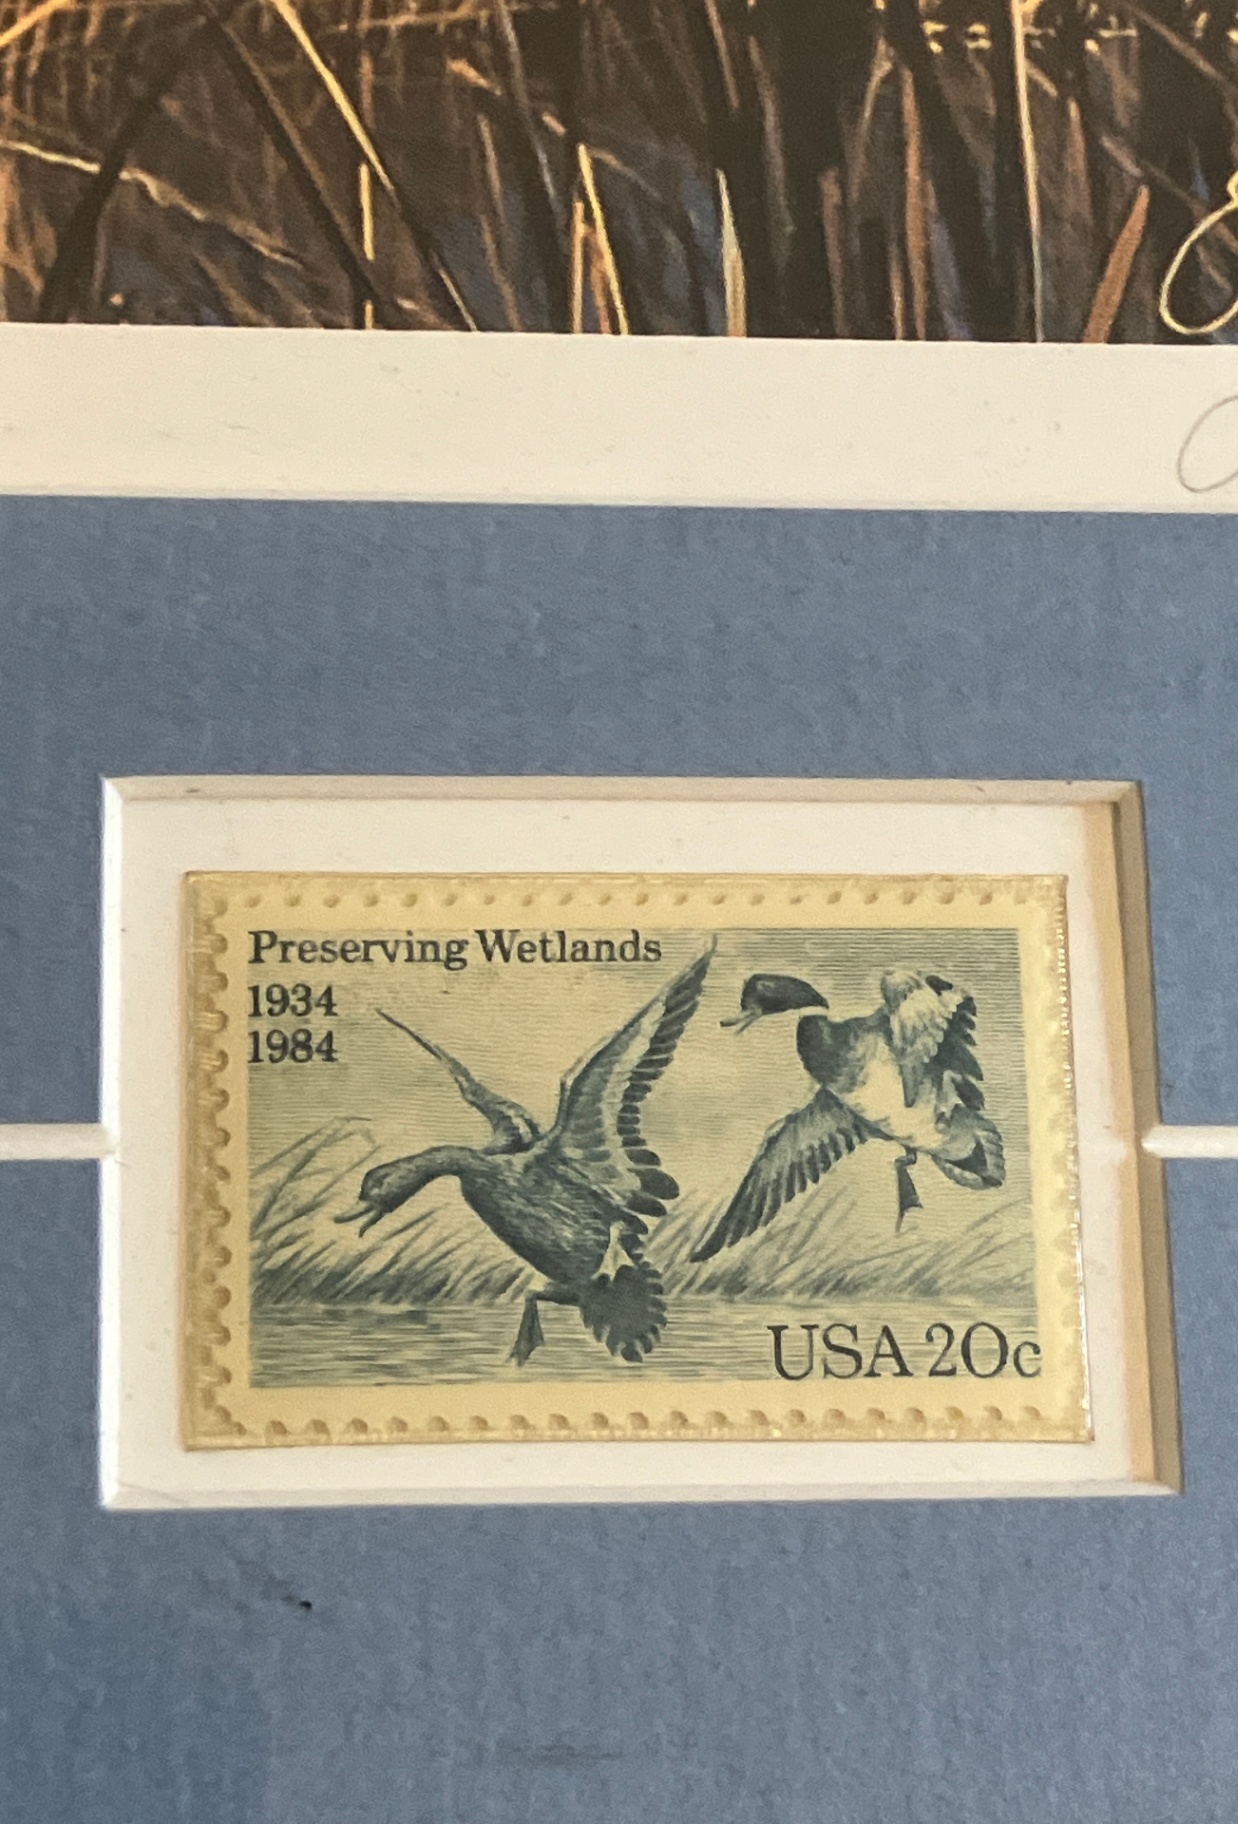 Preserving Wetlands
1934
1984
USA 20c